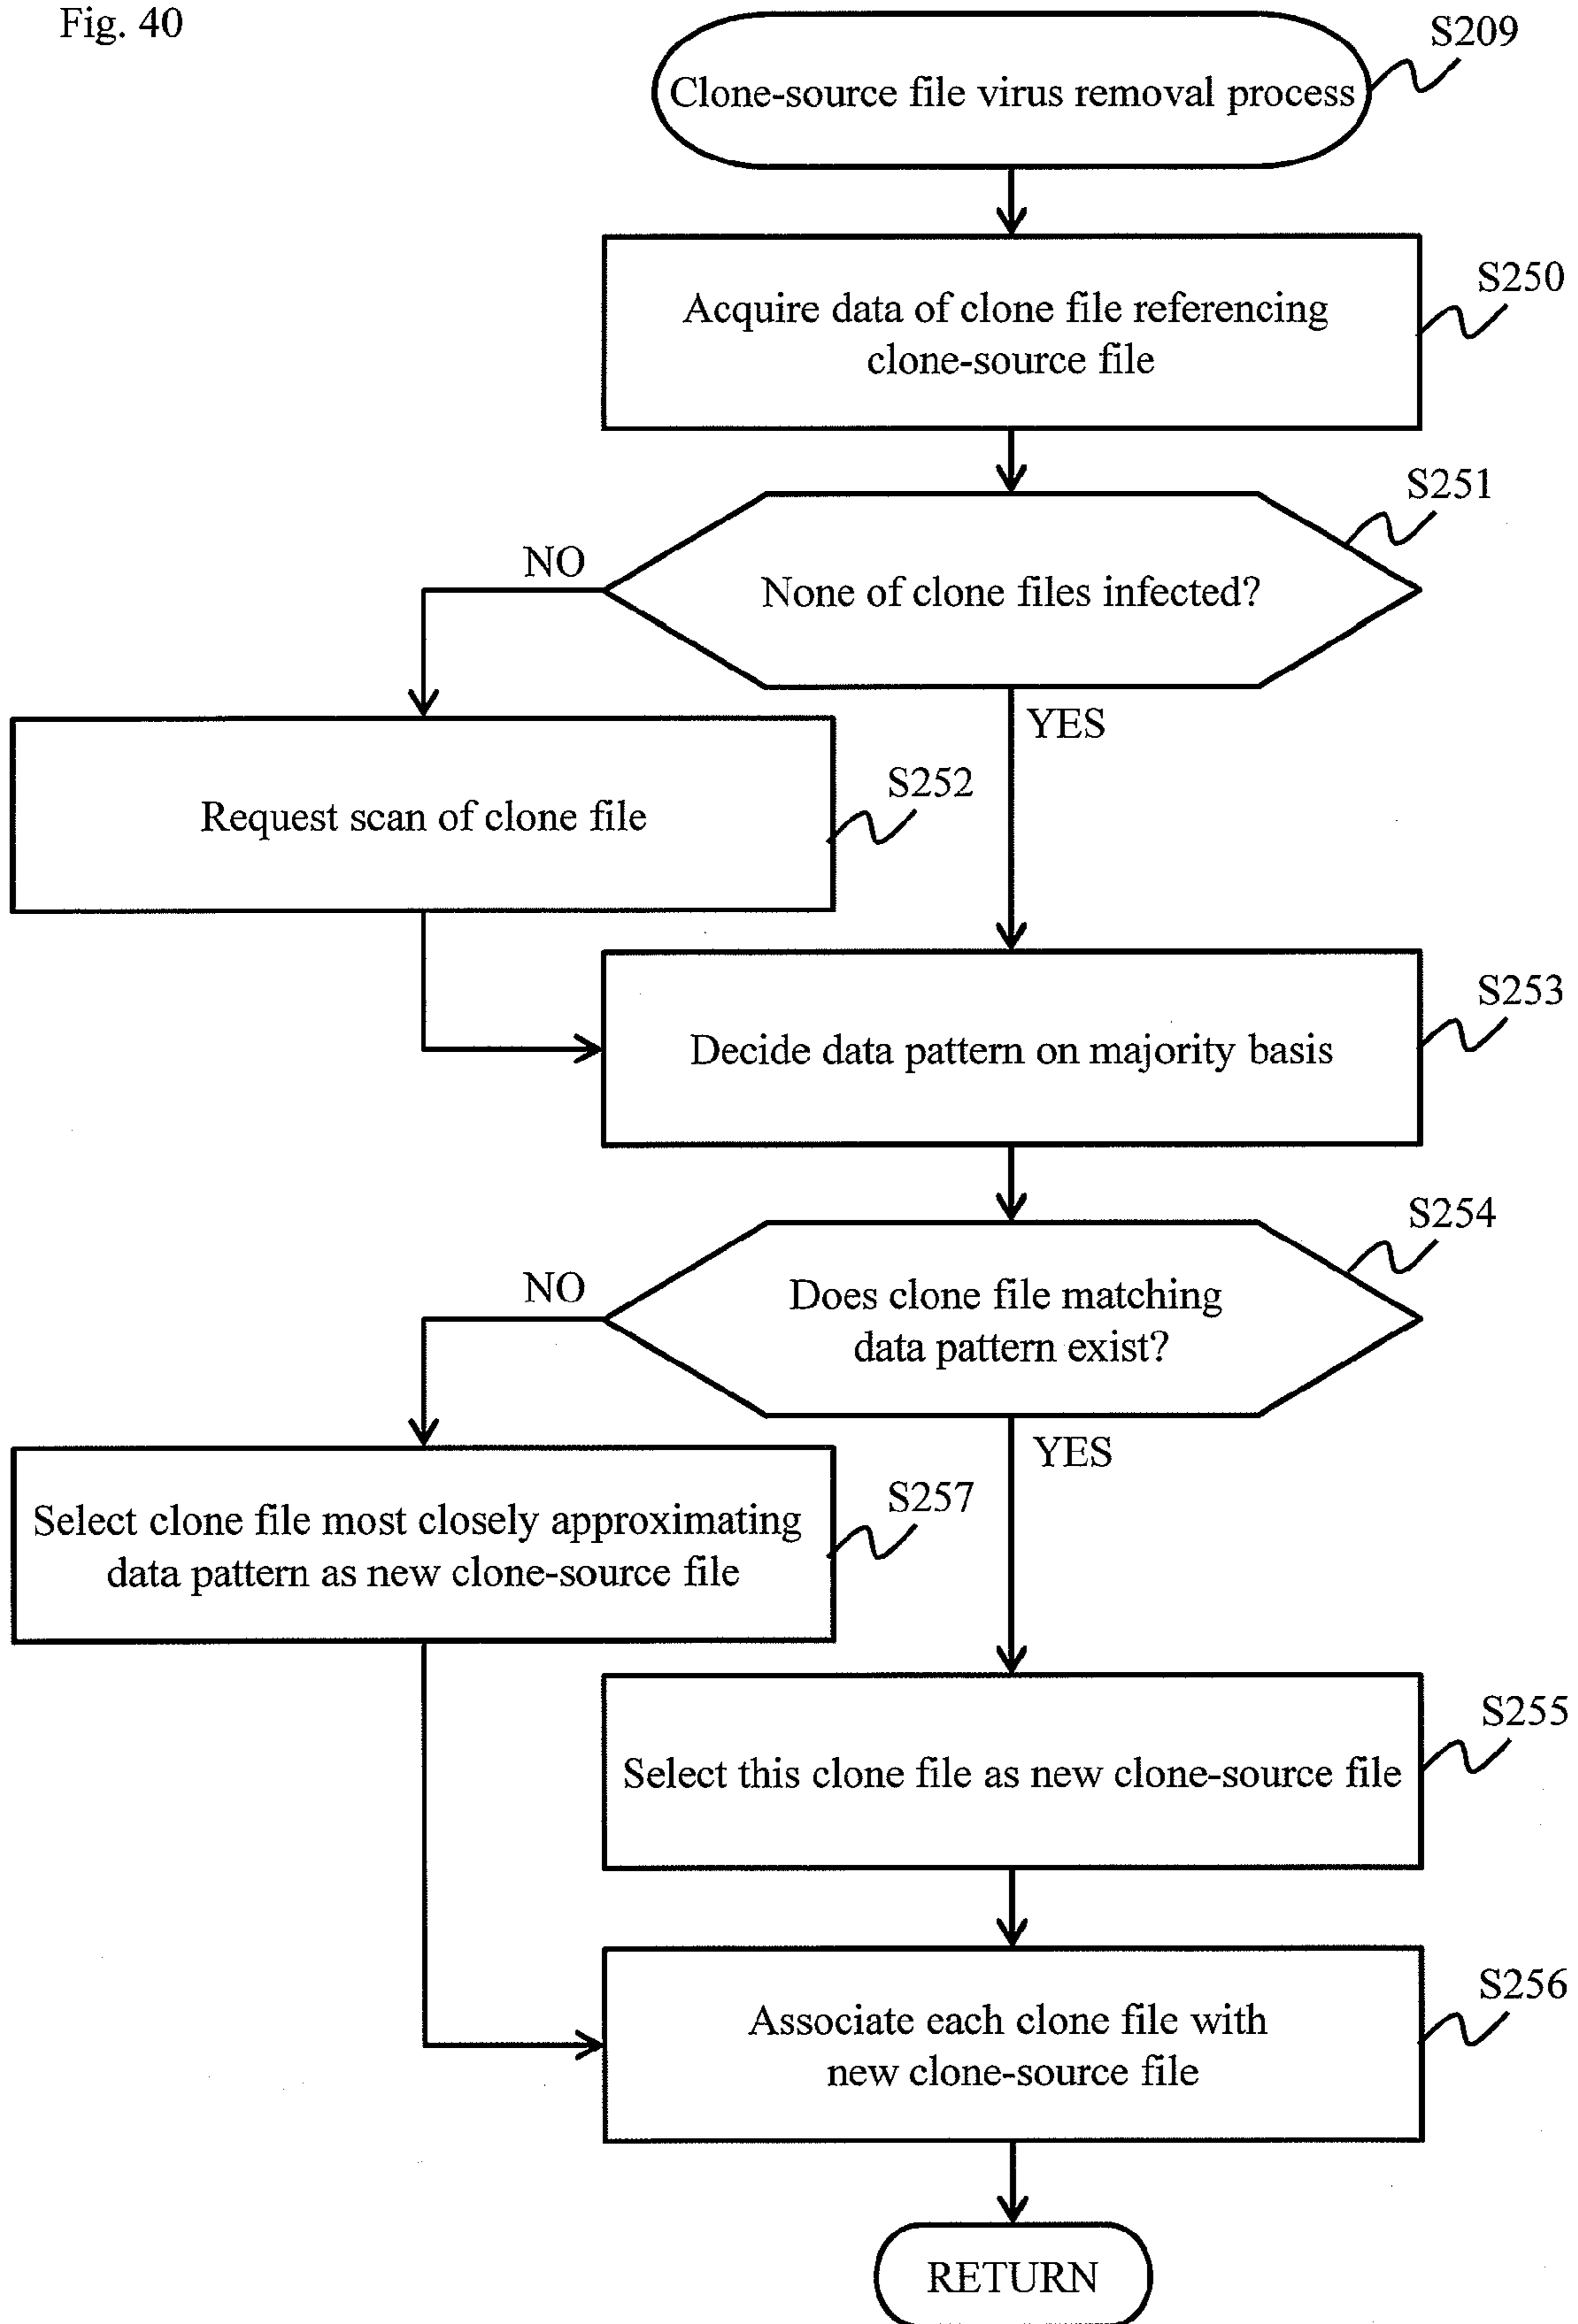 Fig. 40
S209
Clone-source file virus removal process
S250
Acquire data of clone file referencing
clone-source file
S251
NO
None of clone files infected?
YES
S252
Request scan of clone file
S253
Decide data pattern on majority basis
S254
NO
Does clone file matching
data pattern exist?
YES
S257
Select clone file most closely approximating
data pattern as new clone-source file
S255
Select this clone file as new clone-source file
S256
Associate each clone file with
new clone-source file
RETURN